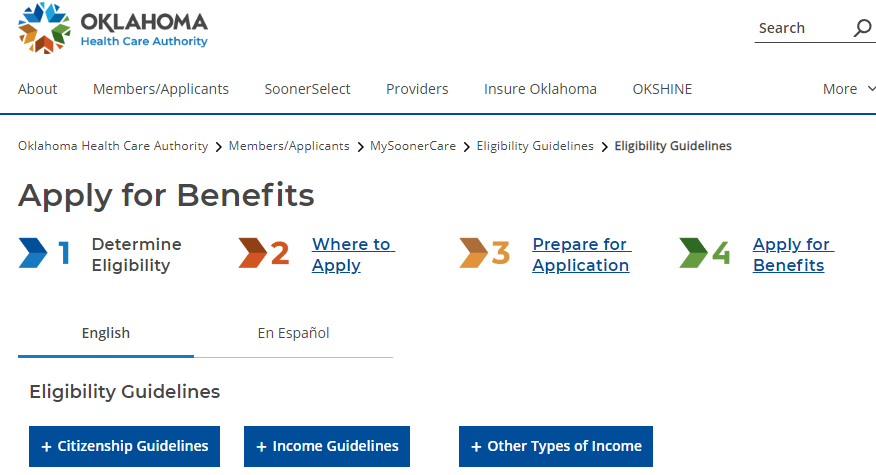 OKLAHOMA
Health Care Authority
Search
About Members/Applicants SoonerSelect Providers Insure Oklahoma OKSHINE More
Oklahoma Health Care Authority > Members/Applicants > MySoonerCare > Eligibility Guidelines > Eligibility Guidelines
Apply for Benefits
1 Determine Eligibility
2 Where to Apply
3 Prepare for Application
4 Apply for Benefits
English En Español
Eligibility Guidelines
+ Citizenship Guidelines + Income Guidelines + Other Types of Income